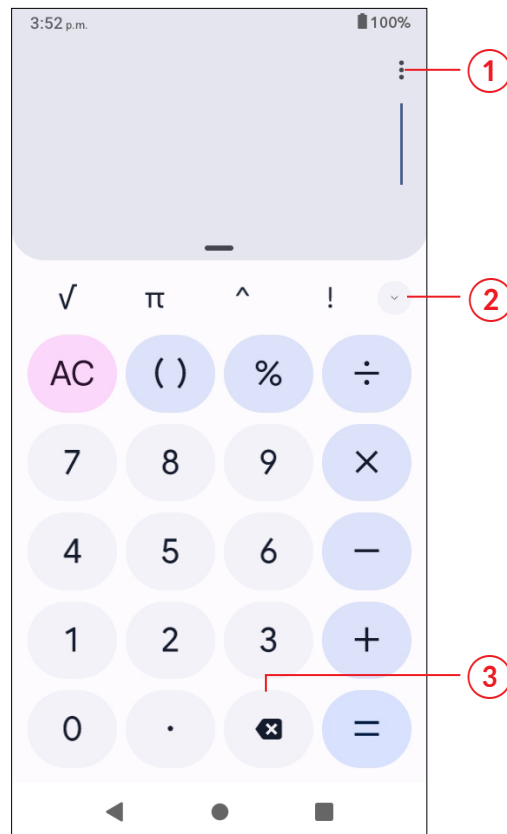 3:52 p.m. 100%
1
√ π ^ !
2
AC ( ) % ÷
7 8 9 ×
4 5 6 −
1 2 3 +
3
0 . =